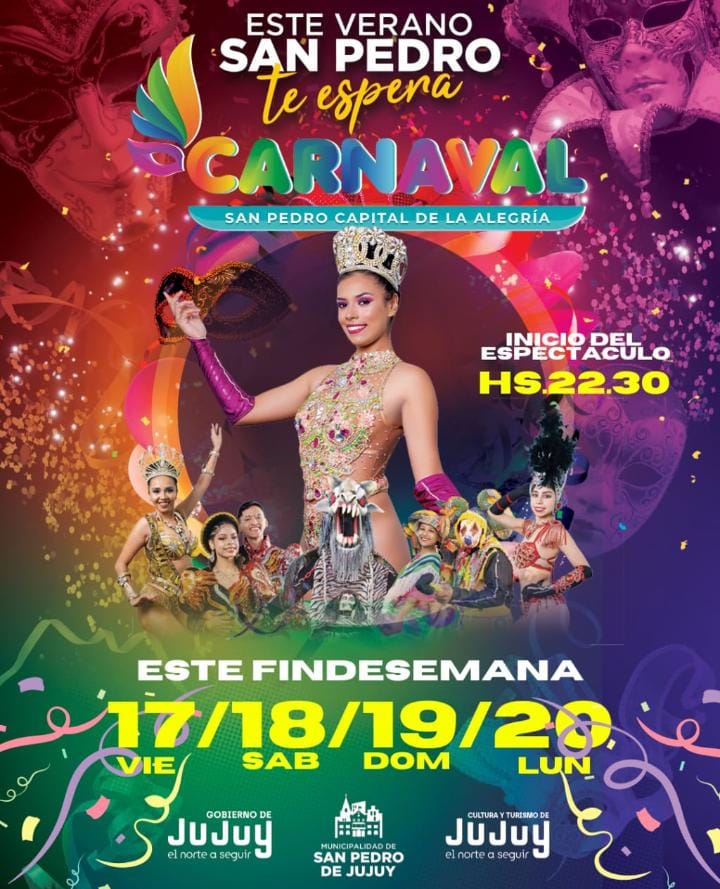 ESTE VERANO
SAN PEDRO
te espera
CARNAVAL
SAN PEDRO CAPITAL DE LA ALEGRÍA
INICIO DEL
ESPECTACULO
HS.22.30
ESTE FINDESEMANA
17/18/19/20
VIE SAB DOM LUN
GOBIERNO DE
JuJuy
el norte a seguir
MUNICIPALIDAD DE
SAN PEDRO
DE JUJUY
CULTURA Y TURISMO DE
JuJuy
el norte a seguir